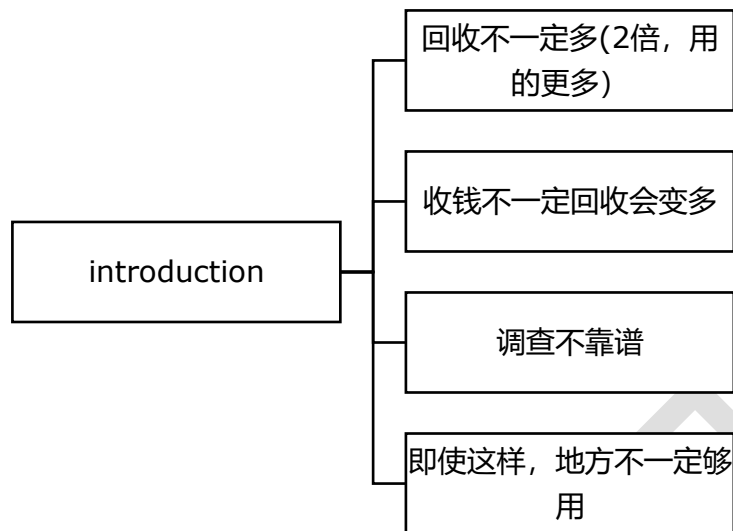 introduction
回收不一定多(2倍，用
的更多)
收钱不一定回收会变多
调查不靠谱
即使这样，地方不一定够
用